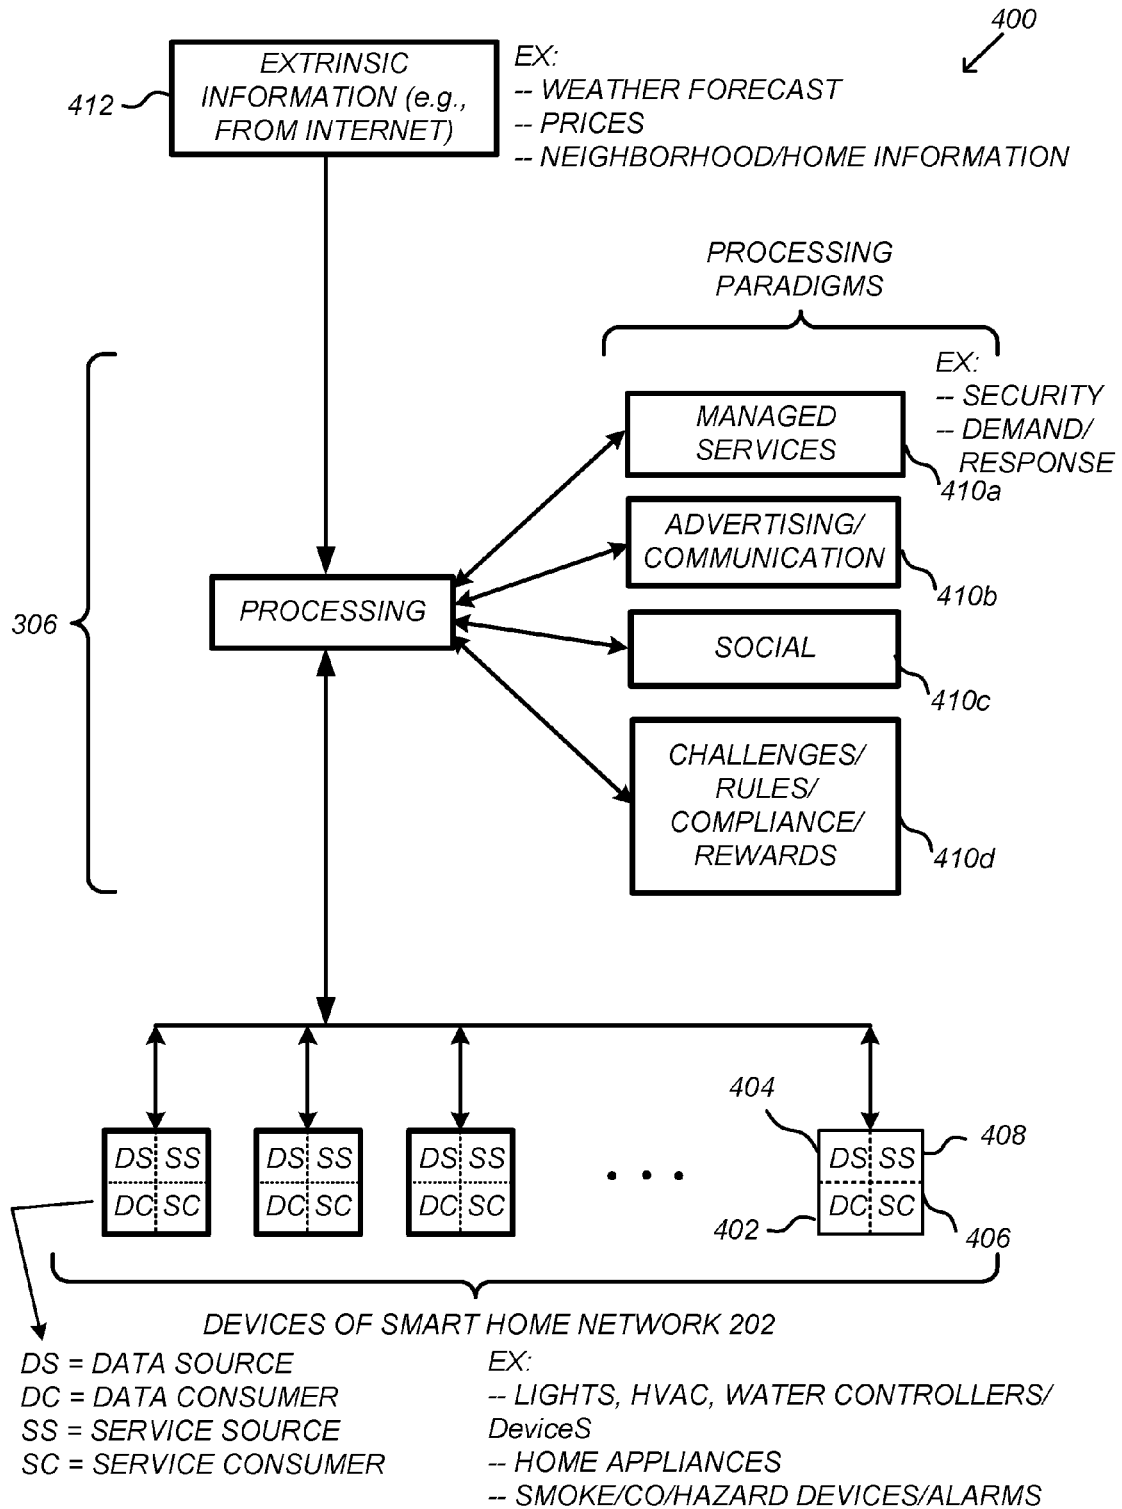 400
412
EXTRINSIC
INFORMATION (e.g.,
FROM INTERNET)
EX:
-- WEATHER FORECAST
-- PRICES
-- NEIGHBORHOOD/HOME INFORMATION
PROCESSING
PARADIGMS
306
PROCESSING
EX:
-- SECURITY
-- DEMAND/
RESPONSE
MANAGED
SERVICES
410a
ADVERTISING/
COMMUNICATION
410b
SOCIAL
410c
CHALLENGES/
RULES/
COMPLIANCE/
REWARDS
410d
DS SS
DC SC
DS SS
DC SC
DS SS
DC SC
. . .
404
408
DS SS
DC SC
402
406
DEVICES OF SMART HOME NETWORK 202
DS = DATA SOURCE
DC = DATA CONSUMER
SS = SERVICE SOURCE
SC = SERVICE CONSUMER
EX:
-- LIGHTS, HVAC, WATER CONTROLLERS/
DeviceS
-- HOME APPLIANCES
-- SMOKE/CO/HAZARD DEVICES/ALARMS